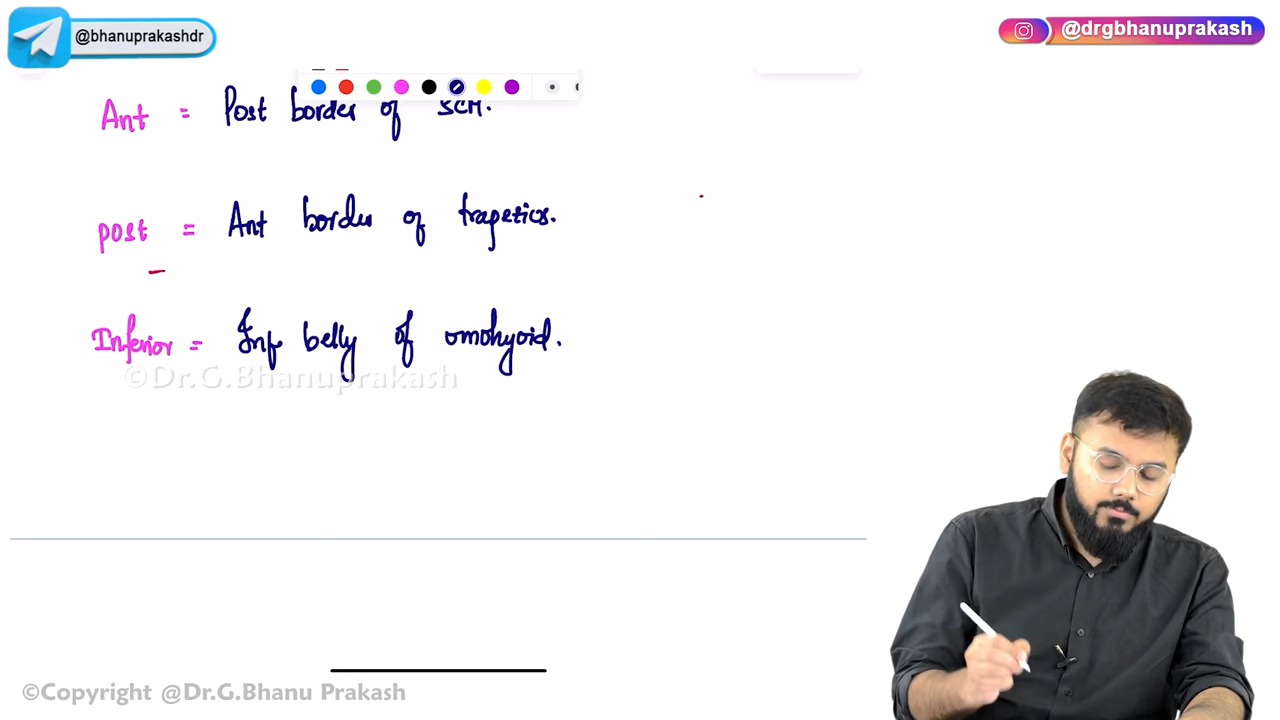 @bhanuprakashdr
@drgbhanuprakash
Ant = Post border of SCM.
post = Ant border of trapezius.
Inferior = Inf belly of omohyoid.
©Dr.G.Bhanuprakash
©Copyright @Dr.G.Bhanu Prakash